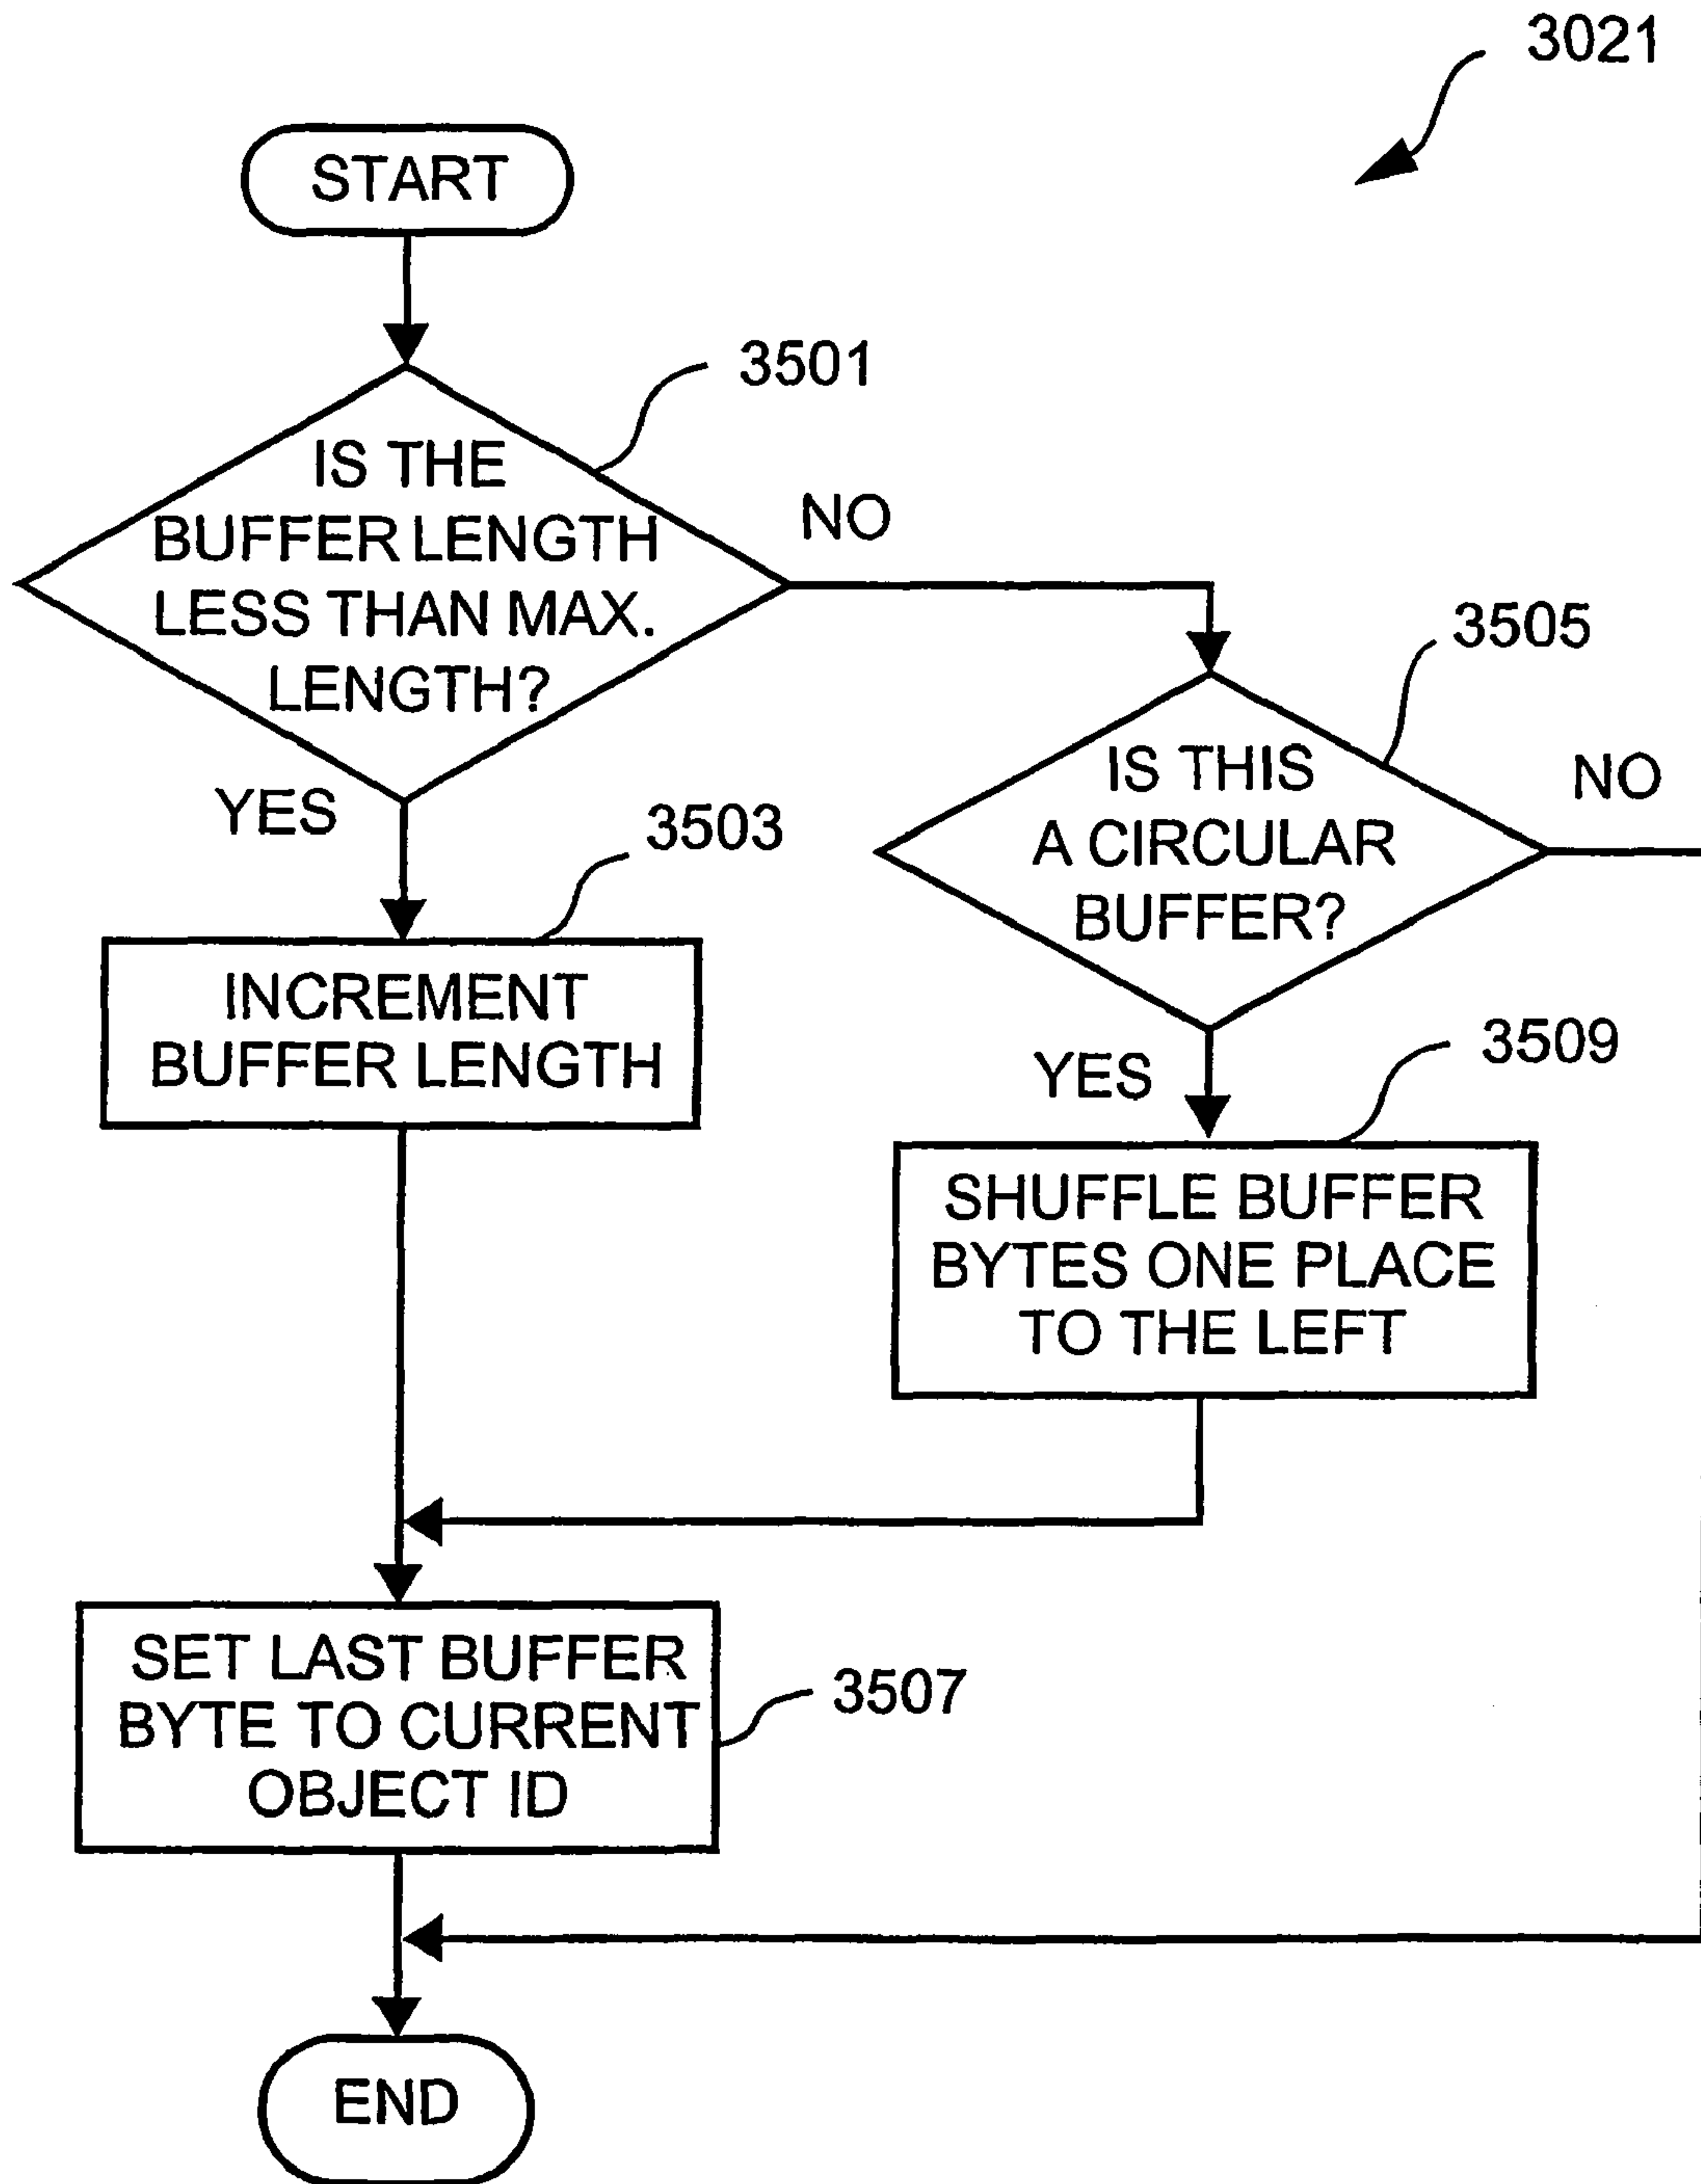 3021
START
3501
IS THE
BUFFER LENGTH
LESS THAN MAX.
LENGTH?
NO
YES
3505
IS THIS
A CIRCULAR
BUFFER?
NO
YES
3503
INCREMENT
BUFFER LENGTH
3509
SHUFFLE BUFFER
BYTES ONE PLACE
TO THE LEFT
SET LAST BUFFER
BYTE TO CURRENT
OBJECT ID
3507
END